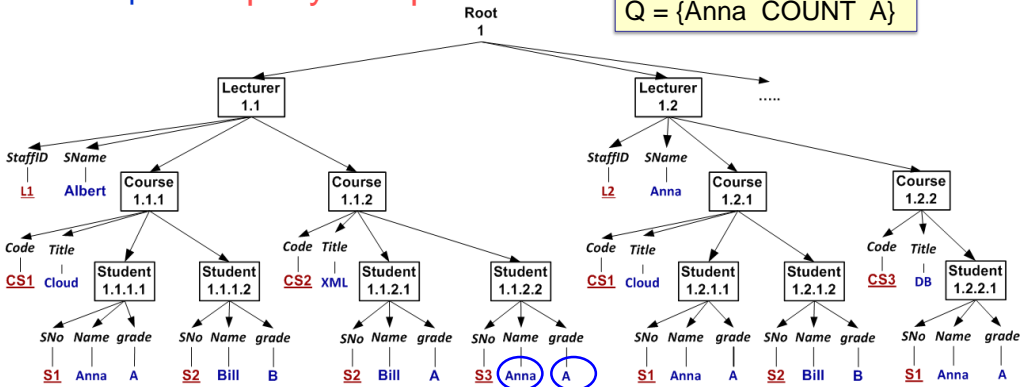 Q = {Anna COUNT A}
Root
1
Lecturer
1.1
Lecturer
1.2
.....
StaffID SName
L1 Albert
StaffID SName
L2 Anna
Course
1.1.1
Course
1.1.2
Course
1.2.1
Course
1.2.2
Code Title
CS1 Cloud
Code Title
CS2 XML
Code Title
CS1 Cloud
Code Title
CS3 DB
Student
1.1.1.1
Student
1.1.1.2
Student
1.1.2.1
Student
1.1.2.2
Student
1.2.1.1
Student
1.2.1.2
Student
1.2.2.1
SNo Name grade
S1 Anna A
SNo Name grade
S2 Bill B
SNo Name grade
S2 Bill A
SNo Name grade
S3 Anna A
SNo Name grade
S1 Anna A
SNo Name grade
S2 Bill B
SNo Name grade
S1 Anna A